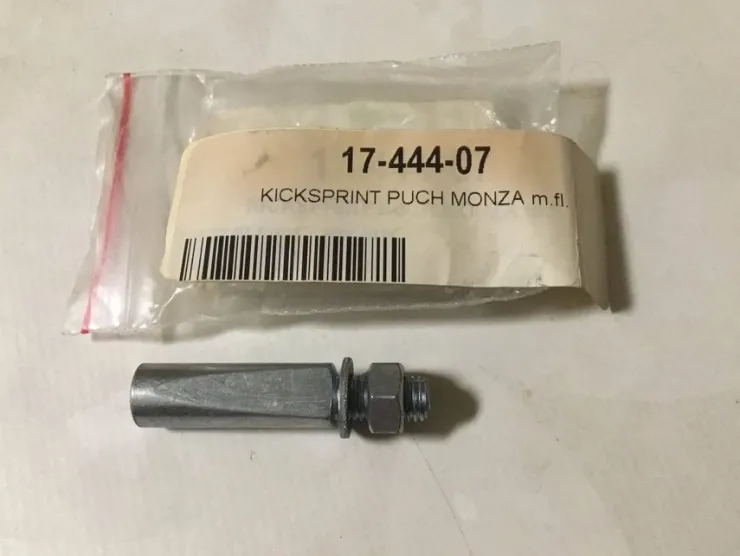 17-444-07
KICKSPRINT PUCH MONZA m.fl.